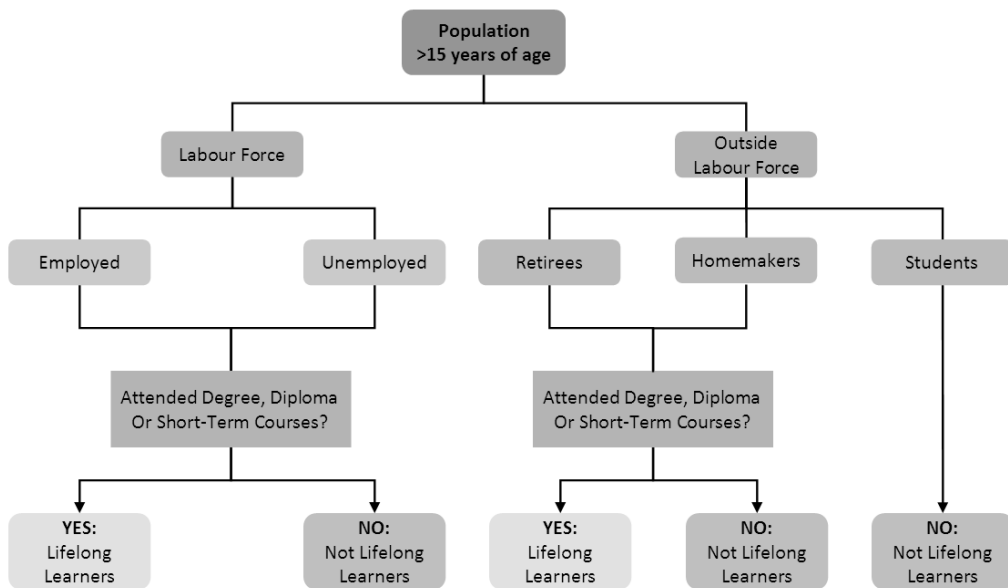 Population
>15 years of age
Labour Force
Outside
Labour Force
Employed
Unemployed
Retirees
Homemakers
Students
Attended Degree, Diploma
Or Short-Term Courses?
Attended Degree, Diploma
Or Short-Term Courses?
YES:
Lifelong
Learners
NO:
Not Lifelong
Learners
YES:
Lifelong
Learners
NO:
Not Lifelong
Learners
NO:
Not Lifelong
Learners